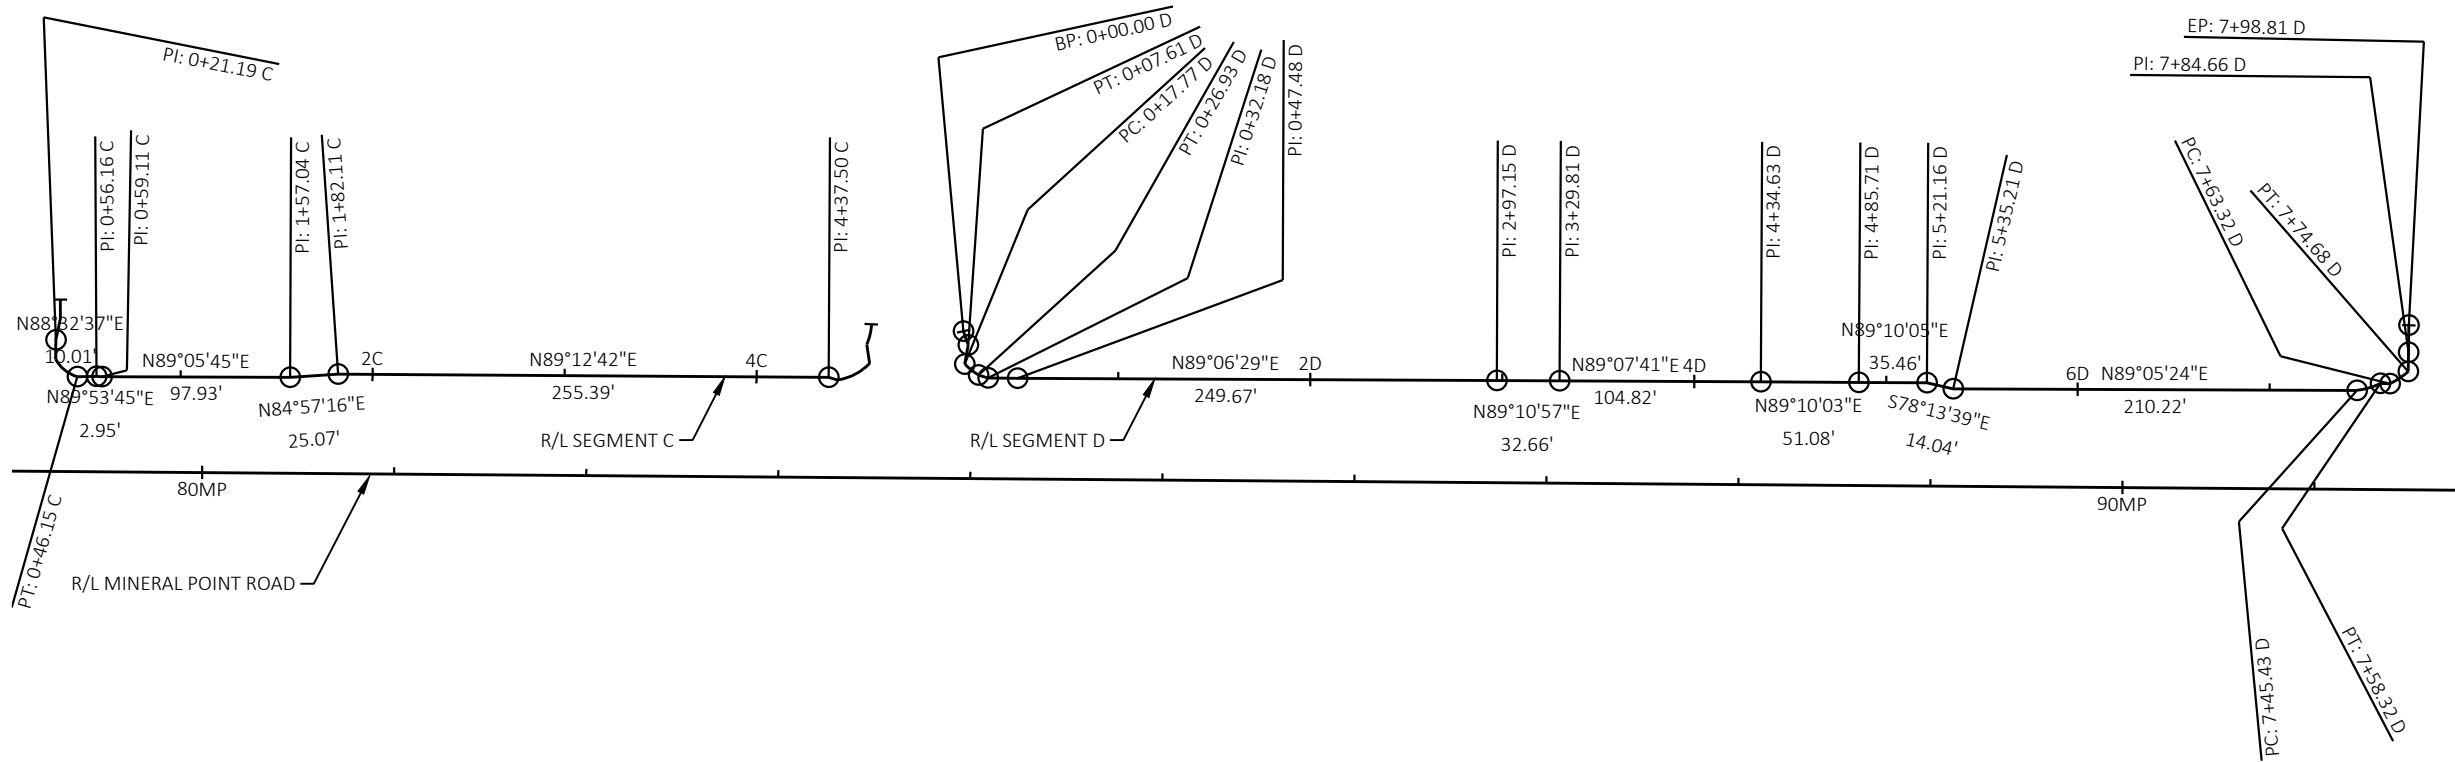 PI: 0+21.19 C
PI: 0+56.16 C
PI: 0+59.11 C
PI: 1+57.04 C
PI: 1+82.11 C
PI: 4+37.50 C
BP: 0+00.00 D
PT: 0+07.61 D
PC: 0+17.77 D
PT: 0+26.93 D
PI: 0+32.18 D
PI: 0+47.48 D
PI: 2+97.15 D
PI: 3+29.81 D
PI: 4+34.63 D
PI: 4+85.71 D
PI: 5+21.16 D
PI: 5+35.21 D
EP: 7+98.81 D
PI: 7+84.66 D
PC: 7+63.32 D
PT: 7+74.68 D
N88°32'37"E
10.01'
N89°53'45"E
2.95'
N89°05'45"E
97.93'
N84°57'16"E
25.07'
2C
N89°12'42"E
255.39'
4C
R/L SEGMENT C
R/L SEGMENT D
N89°06'29"E
249.67'
2D
N89°10'57"E
32.66'
N89°07'41"E
104.82'
4D
N89°10'03"E
51.08'
N89°10'05"E
35.46'
S78°13'39"E
14.04'
6D
N89°05'24"E
210.22'
80MP
90MP
PT: 0+46.15 C
R/L MINERAL POINT ROAD
PC: 7+45.43 D
PT: 7+58.32 D